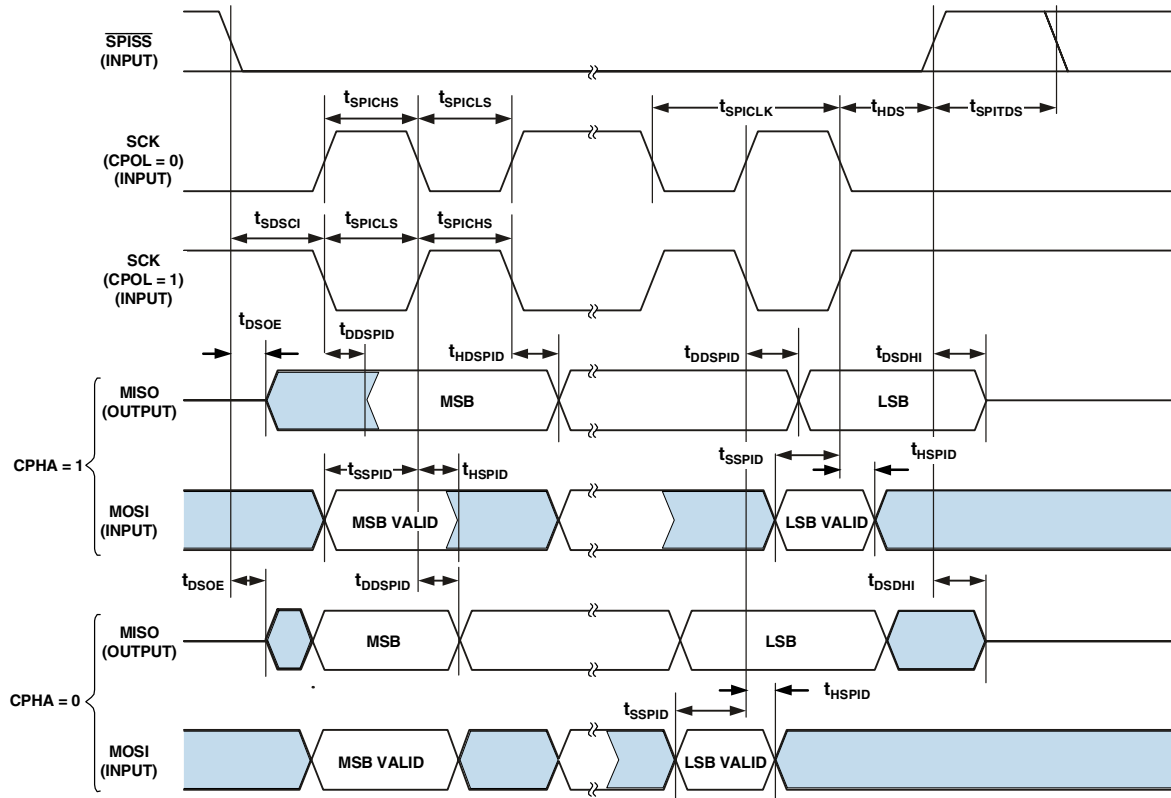 SPISS
(INPUT)
tSPICHS tSPICLS tSPICLK tHDS tSPITDS
SCK
(CPOL = 0)
(INPUT)
tSDSCI tSPICLS tSPICHS
SCK
(CPOL = 1)
(INPUT)
tDSOE tDDSPID tHDSPID tDDSPID tDSDHI
MISO
(OUTPUT)
MSB LSB
CPHA = 1
tSSPID tHSPID tSSPID tHSPID
MOSI
(INPUT)
MSB VALID LSB VALID
tDSOE tDDSPID tDSDHI
MISO
(OUTPUT)
MSB LSB
CPHA = 0
tSSPID tHSPID
MOSI
(INPUT)
MSB VALID LSB VALID